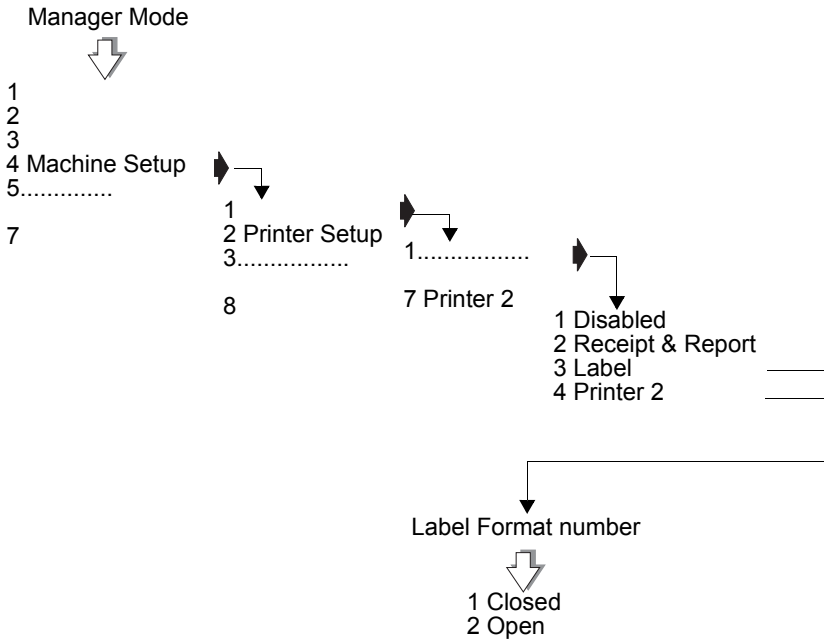 Manager Mode
1
2
3
4 Machine Setup
5..............
7
1
2 Printer Setup
3.................
8
1.................
7 Printer 2
1 Disabled
2 Receipt & Report
3 Label
4 Printer 2
Label Format number
1 Closed
2 Open